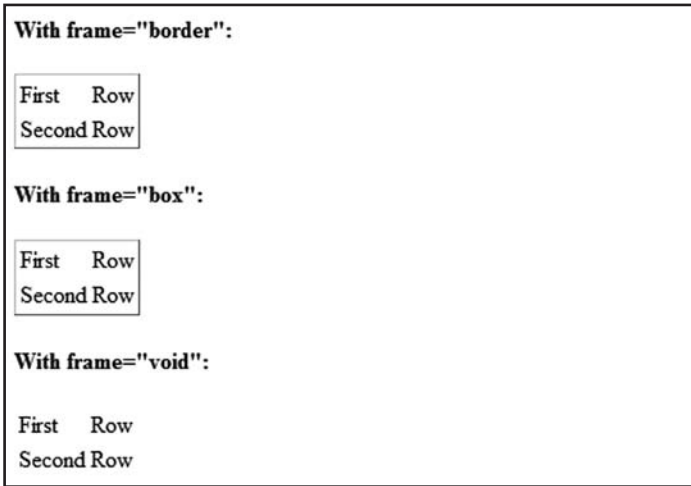 With frame="border":
First Row
Second Row
With frame="box":
First Row
Second Row
With frame="void":
First Row
Second Row